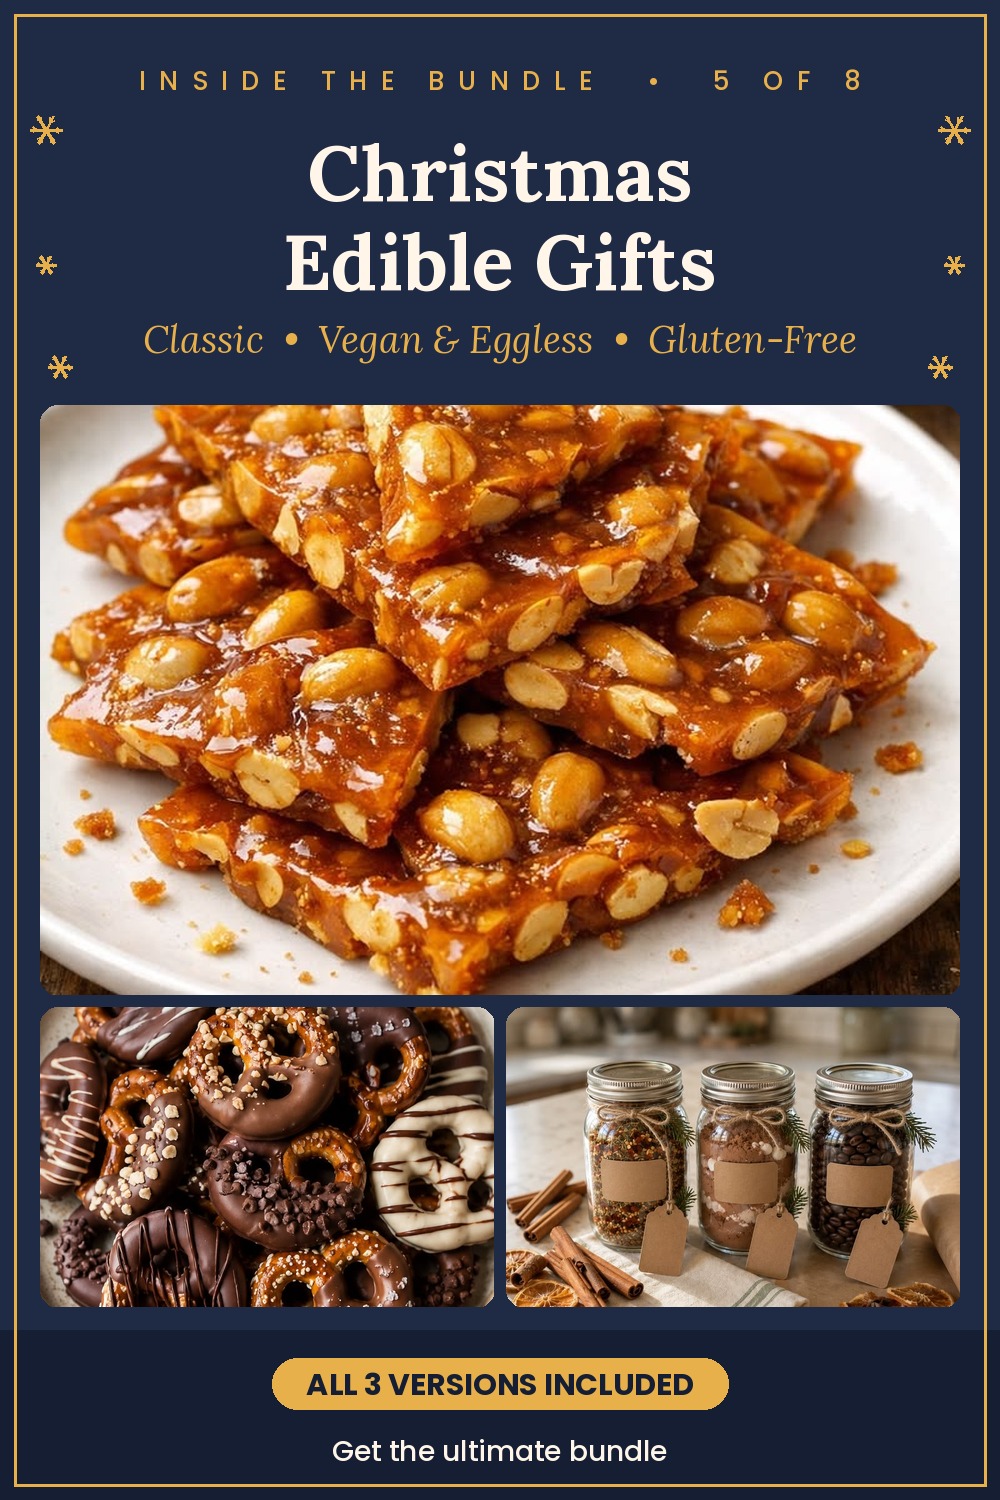 INSIDE THE BUNDLE • 5 OF 8
Christmas
Edible Gifts
Classic • Vegan & Eggless • Gluten-Free
ALL 3 VERSIONS INCLUDED
Get the ultimate bundle